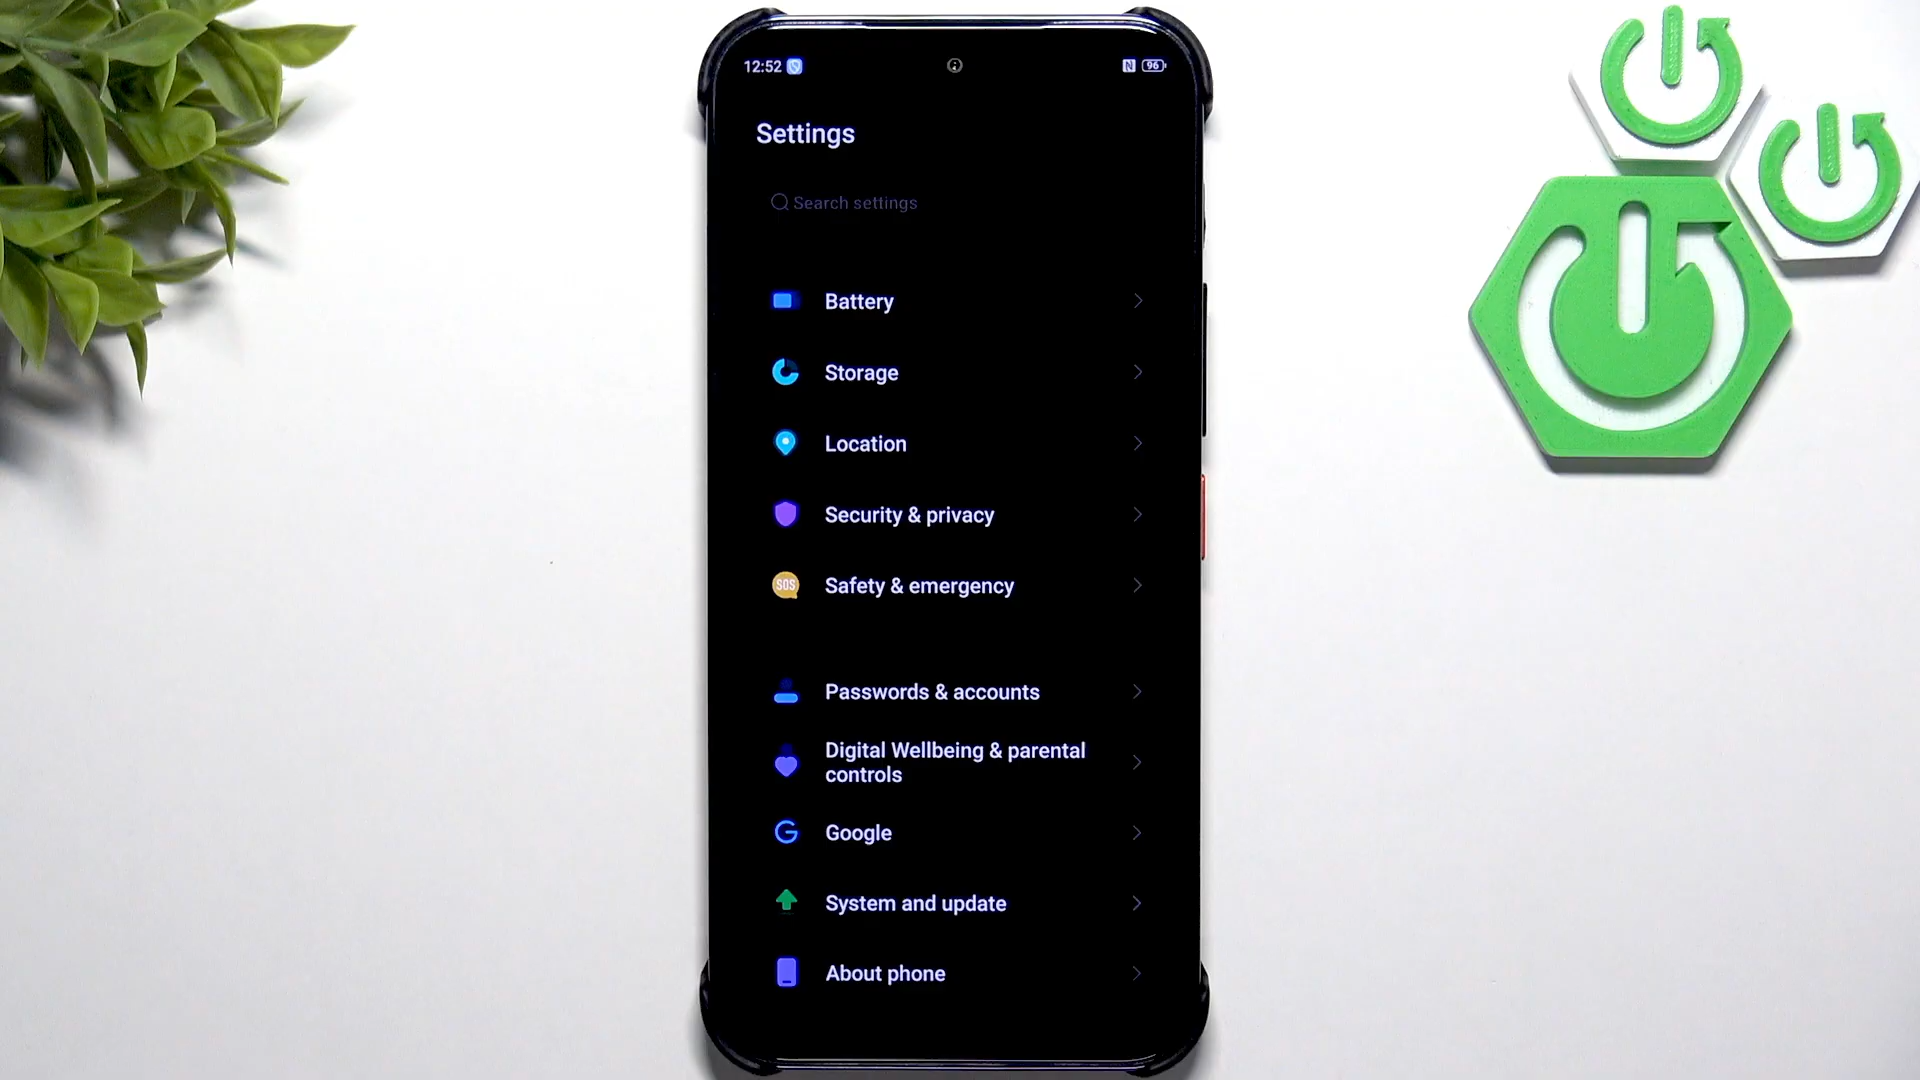 12:52
96
Settings
Search settings
Battery
Storage
Location
Security & privacy
SOS
Safety & emergency
Passwords & accounts
Digital Wellbeing & parental
controls
G
Google
System and update
About phone